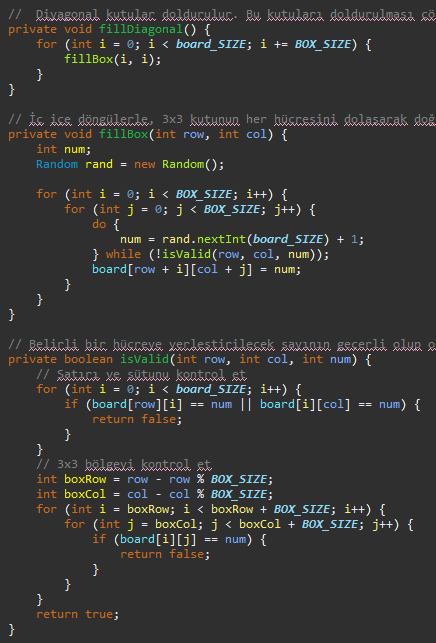 //  Diyagonal kutular doldurulur. Bu kutuları doldurulması çö
private void fillDiagonal() {
    for (int i = 0; i < board_SIZE; i += BOX_SIZE) {
        fillBox(i, i);
    }
}
// İç içe döngülerle, 3x3 kutunun her hücresini dolaşarak doğ
private void fillBox(int row, int col) {
    int num;
    Random rand = new Random();
    for (int i = 0; i < BOX_SIZE; i++) {
        for (int j = 0; j < BOX_SIZE; j++) {
            do {
                num = rand.nextInt(board_SIZE) + 1;
            } while (!isValid(row, col, num));
            board[row + i][col + j] = num;
        }
    }
}
// Belirli bir hücreye yerleştirilecek sayının geçerli olup o
private boolean isValid(int row, int col, int num) {
    // Satırı ve sütunu kontrol et
    for (int i = 0; i < board_SIZE; i++) {
        if (board[row][i] == num || board[i][col] == num) {
            return false;
        }
    }
    // 3x3 bölgeyi kontrol et
    int boxRow = row - row % BOX_SIZE;
    int boxCol = col - col % BOX_SIZE;
    for (int i = boxRow; i < boxRow + BOX_SIZE; i++) {
        for (int j = boxCol; j < boxCol + BOX_SIZE; j++) {
            if (board[i][j] == num) {
                return false;
            }
        }
    }
    return true;
}